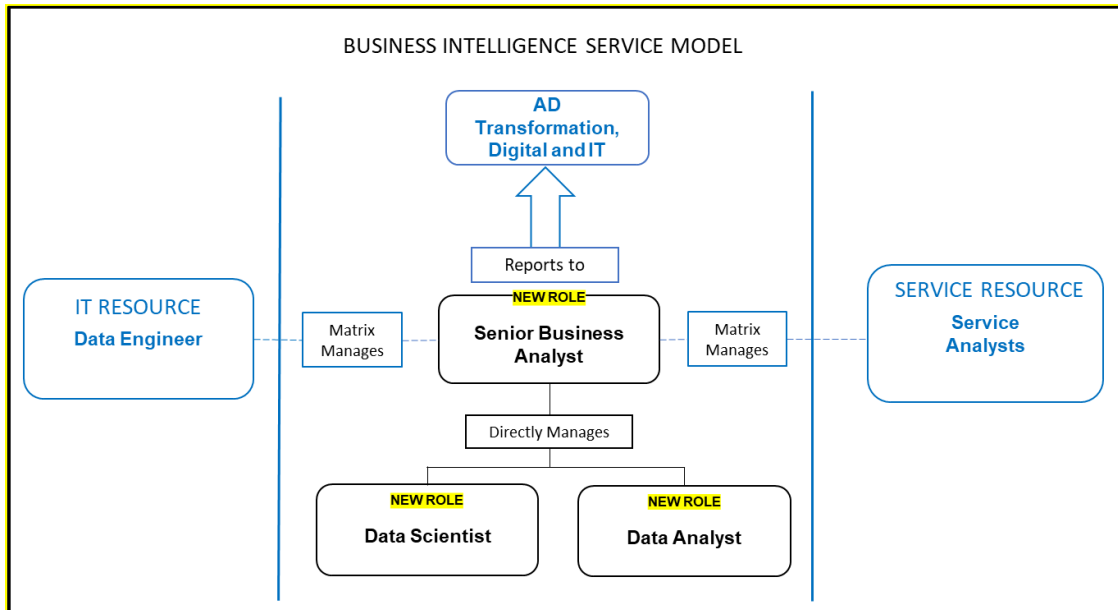 BUSINESS INTELLIGENCE SERVICE MODEL
AD
Transformation,
Digital and IT
Reports to
IT RESOURCE
Data Engineer
Matrix
Manages
NEW ROLE
Senior Business
Analyst
Matrix
Manages
SERVICE RESOURCE
Service
Analysts
Directly Manages
NEW ROLE
Data Scientist
NEW ROLE
Data Analyst